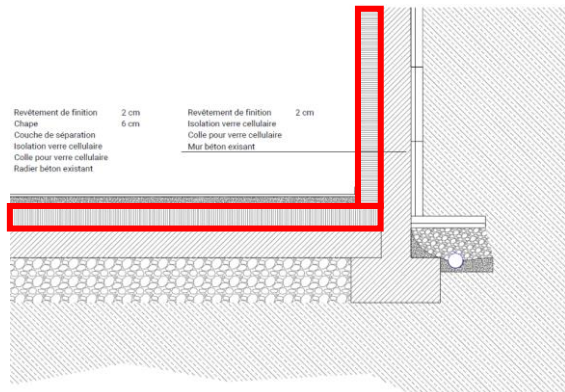 Revêtement de finition 2 cm
Chape 6 cm
Couche de séparation
Isolation verre cellulaire
Colle pour verre cellulaire
Radier béton existant
Revêtement de finition 2 cm
Isolation verre cellulaire
Colle pour verre cellulaire
Mur béton exisant